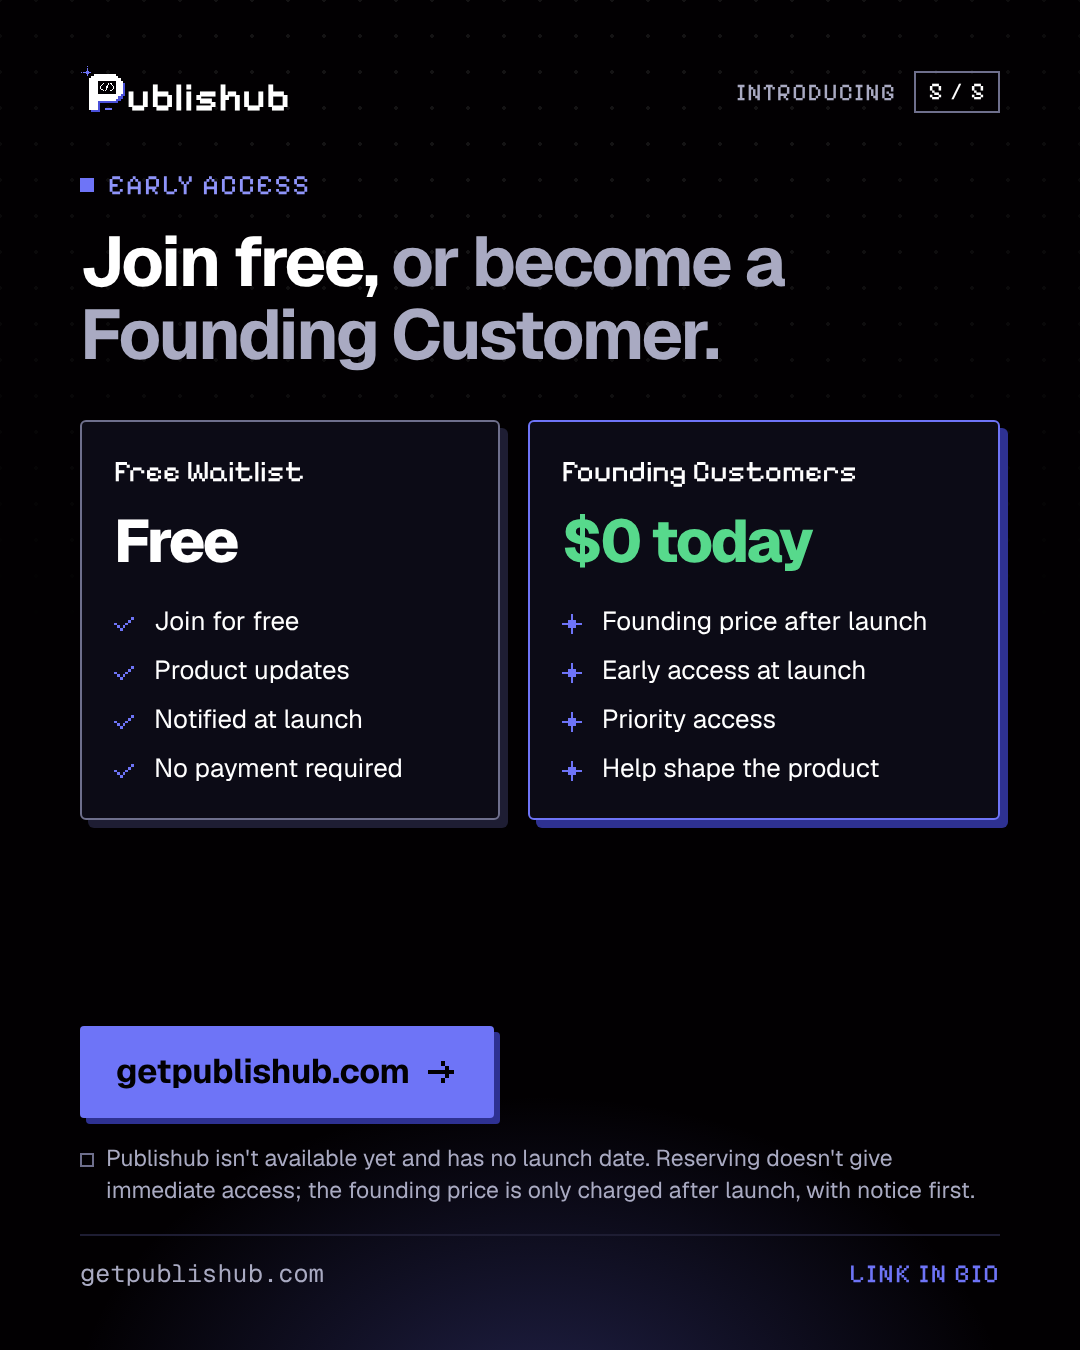 Publishub
INTRODUCING
8 / 8
EARLY ACCESS
Join free, or become a
Founding Customer.
Free Waitlist
Free
Join for free
Product updates
Notified at launch
No payment required
Founding Customers
$0 today
Founding price after launch
Early access at launch
Priority access
Help shape the product
getpublishub.com →
Publishub isn't available yet and has no launch date. Reserving doesn't give
immediate access; the founding price is only charged after launch, with notice first.
getpublishub.com
LINK IN BIO